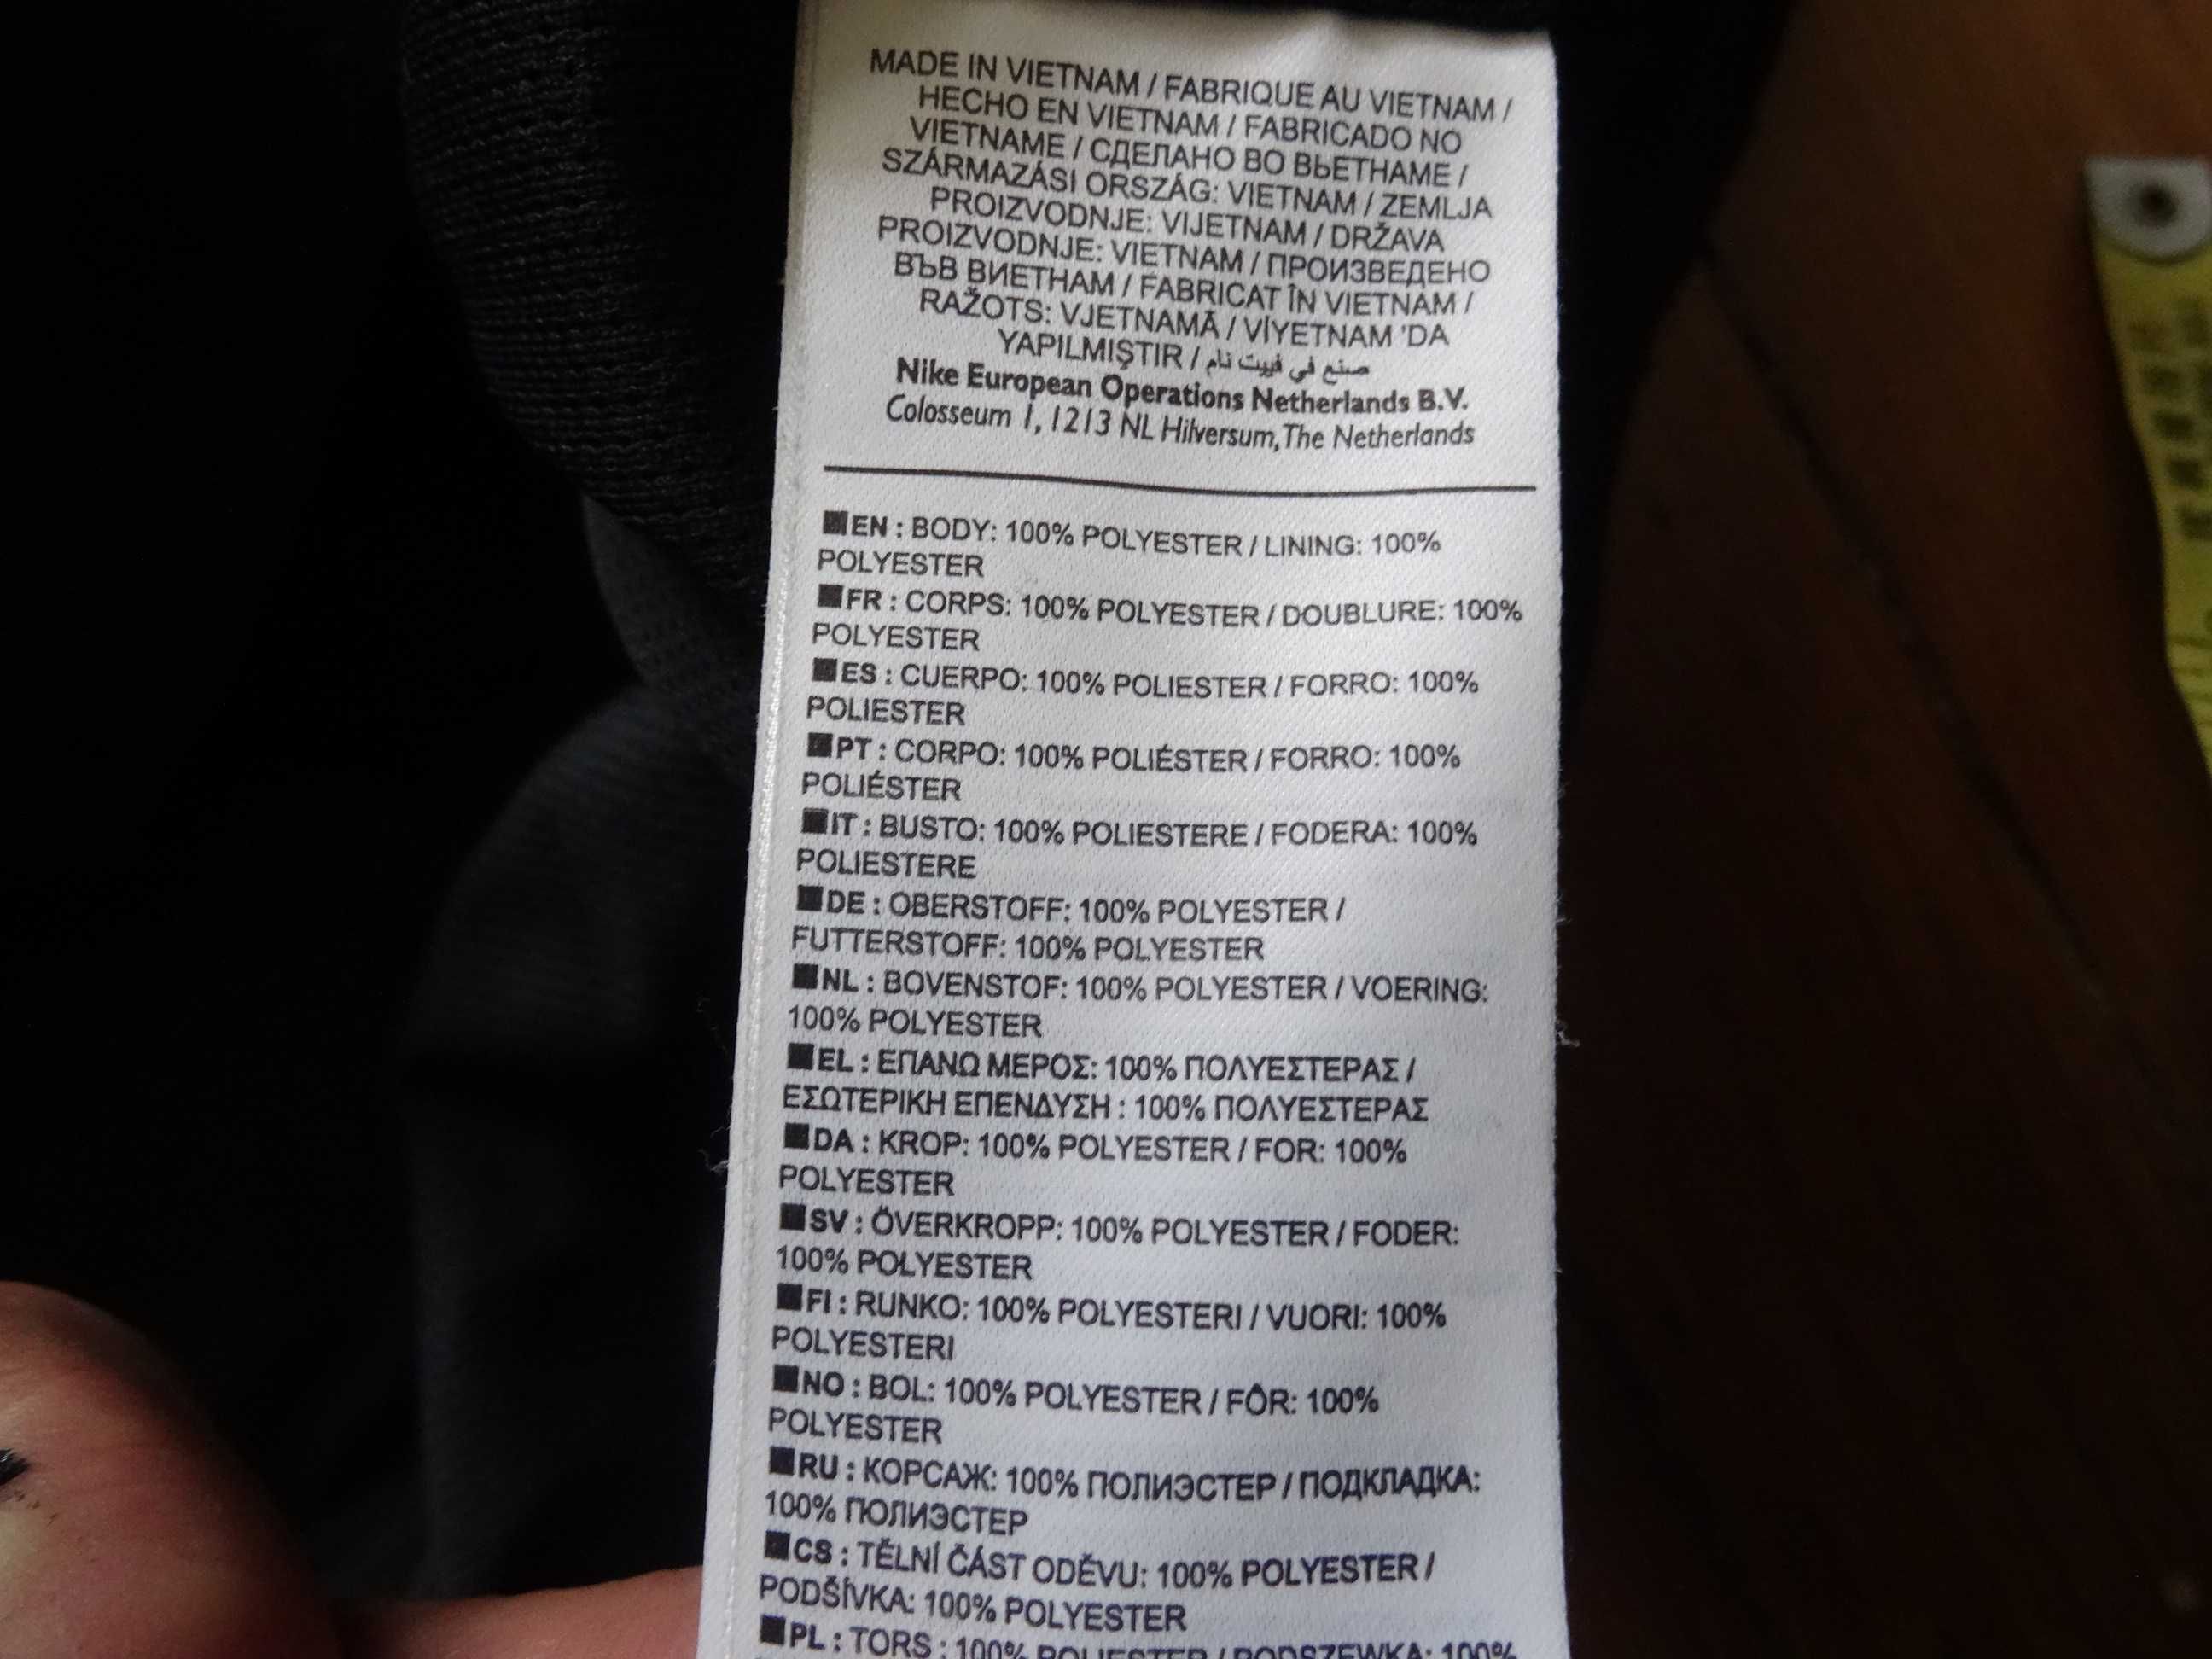 MADE IN VIETNAM / FABRIQUE AU VIETNAM /
HECHO EN VIETNAM / FABRICADO NO
VIETNAME / СДЕЛАНО ВО ВЬЕТНАМЕ /
SZÁRMAZÁSI ORSZÁG: VIETNAM / ZEMLJA
PROIZVODNJE: VIJETNAM / DRŽAVA
PROIZVODNJE: VIETNAM / ПРОИЗВЕДЕНО
ВЪВ ВИЕТНАМ / FABRICAT ÎN VIETNAM /
RAŽOTS: VJETNAMĀ / VİYETNAM 'DA
YAPILMIŞTIR / صنع في فييت نام
Nike European Operations Netherlands B.V.
Colosseum 1, 1213 NL Hilversum, The Netherlands
EN : BODY: 100% POLYESTER / LINING: 100%
POLYESTER
FR : CORPS: 100% POLYESTER / DOUBLURE: 100%
POLYESTER
ES : CUERPO: 100% POLIESTER / FORRO: 100%
POLIESTER
PT : CORPO: 100% POLIÉSTER / FORRO: 100%
POLIÉSTER
IT : BUSTO: 100% POLIESTERE / FODERA: 100%
POLIESTERE
DE : OBERSTOFF: 100% POLYESTER /
FUTTERSTOFF: 100% POLYESTER
NL : BOVENSTOF: 100% POLYESTER / VOERING:
100% POLYESTER
EL : ΕΠΑΝΩ ΜΕΡΟΣ: 100% ΠΟΛΥΕΣΤΕΡΑΣ /
ΕΣΩΤΕΡΙΚΗ ΕΠΕΝΔΥΣΗ : 100% ΠΟΛΥΕΣΤΕΡΑΣ
DA : KROP: 100% POLYESTER / FOR: 100%
POLYESTER
SV : ÖVERKROPP: 100% POLYESTER / FODER:
100% POLYESTER
FI : RUNKO: 100% POLYESTERI / VUORI: 100%
POLYESTERI
NO : BOL: 100% POLYESTER / FÔR: 100%
POLYESTER
RU : КОРСАЖ: 100% ПОЛИЭСТЕР / ПОДКЛАДКА:
100% ПОЛИЭСТЕР
CS : TĚLNÍ ČÁST ODĚVU: 100% POLYESTER /
PODŠÍVKA: 100% POLYESTER
PL : TORS : 100% POLIESTER / PODSZEWKA: 100%